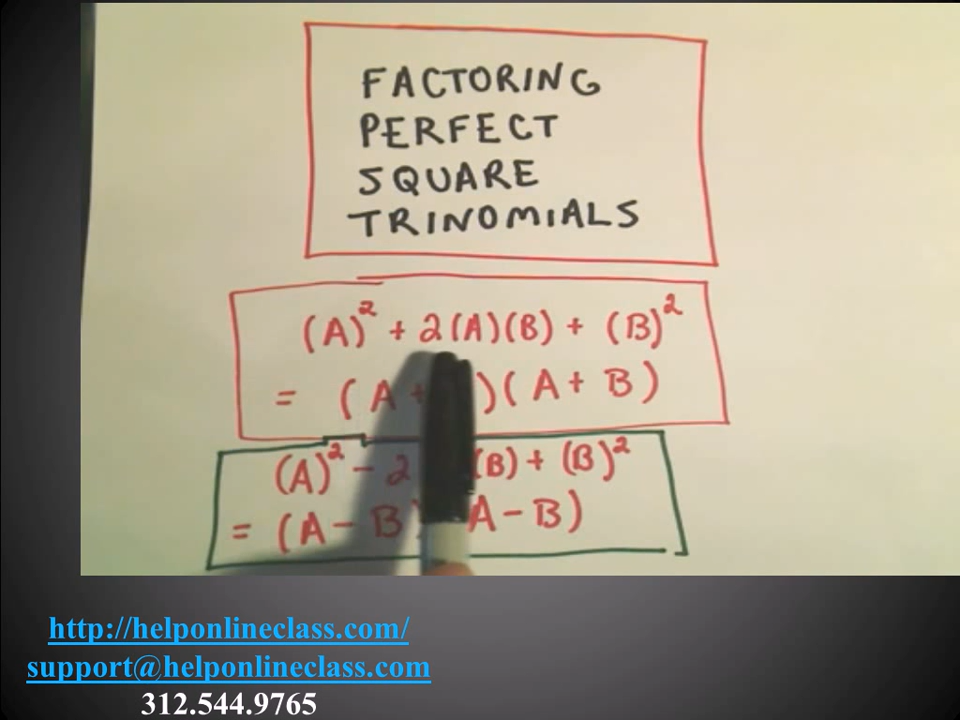 FACTORING
PERFECT
SQUARE
TRINOMIALS
(A)² + 2(A)(B) + (B)²
= (A+ )(A+B)
(A)² - 2 (B) + (B)²
= (A-B) A-B)
http://helponlineclass.com/
support@helponlineclass.com
312.544.9765